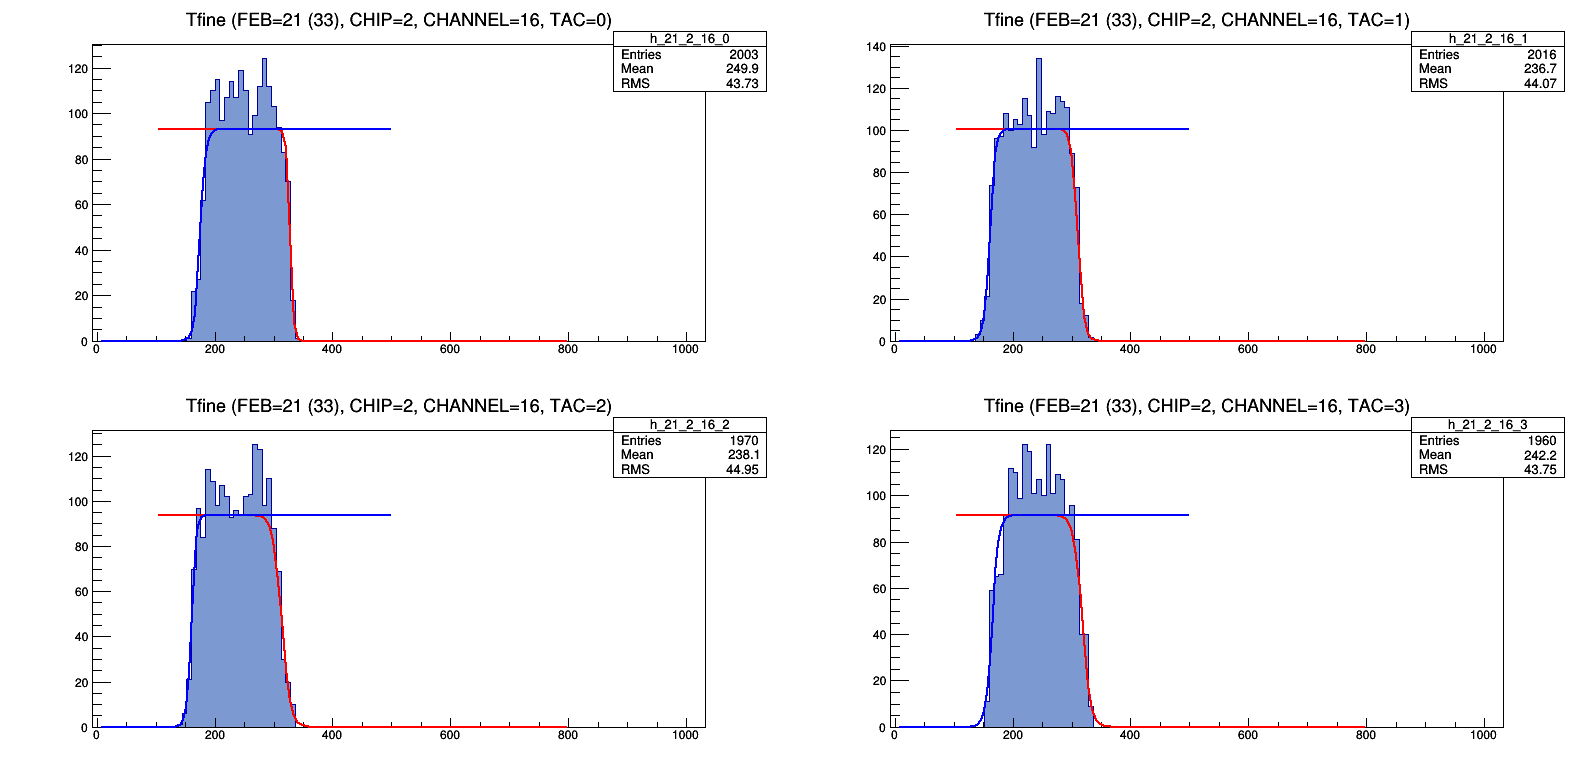 Tfine (FEB=21 (33), CHIP=2, CHANNEL=16, TAC=0)
h_21_2_16_0
Entries 2003
Mean 249.9
RMS 43.73
120
100
80
60
40
20
0
0 200 400 600 800 1000
Tfine (FEB=21 (33), CHIP=2, CHANNEL=16, TAC=1)
h_21_2_16_1
Entries 2016
Mean 236.7
RMS 44.07
140
120
100
80
60
40
20
0
0 200 400 600 800 1000
Tfine (FEB=21 (33), CHIP=2, CHANNEL=16, TAC=2)
h_21_2_16_2
Entries 1970
Mean 238.1
RMS 44.95
120
100
80
60
40
20
0
0 200 400 600 800 1000
Tfine (FEB=21 (33), CHIP=2, CHANNEL=16, TAC=3)
h_21_2_16_3
Entries 1960
Mean 242.2
RMS 43.75
120
100
80
60
40
20
0
0 200 400 600 800 1000